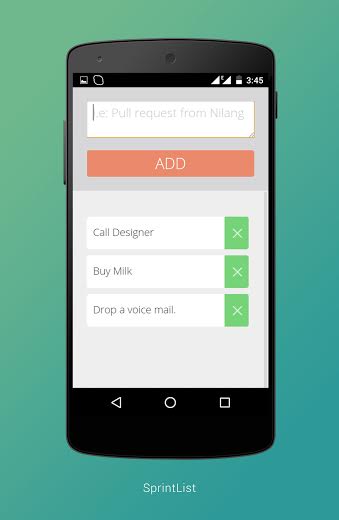 3:45
i.e: Pull request from Nilang
ADD
Call Designer
Buy Milk
Drop a voice mail.
SprintList